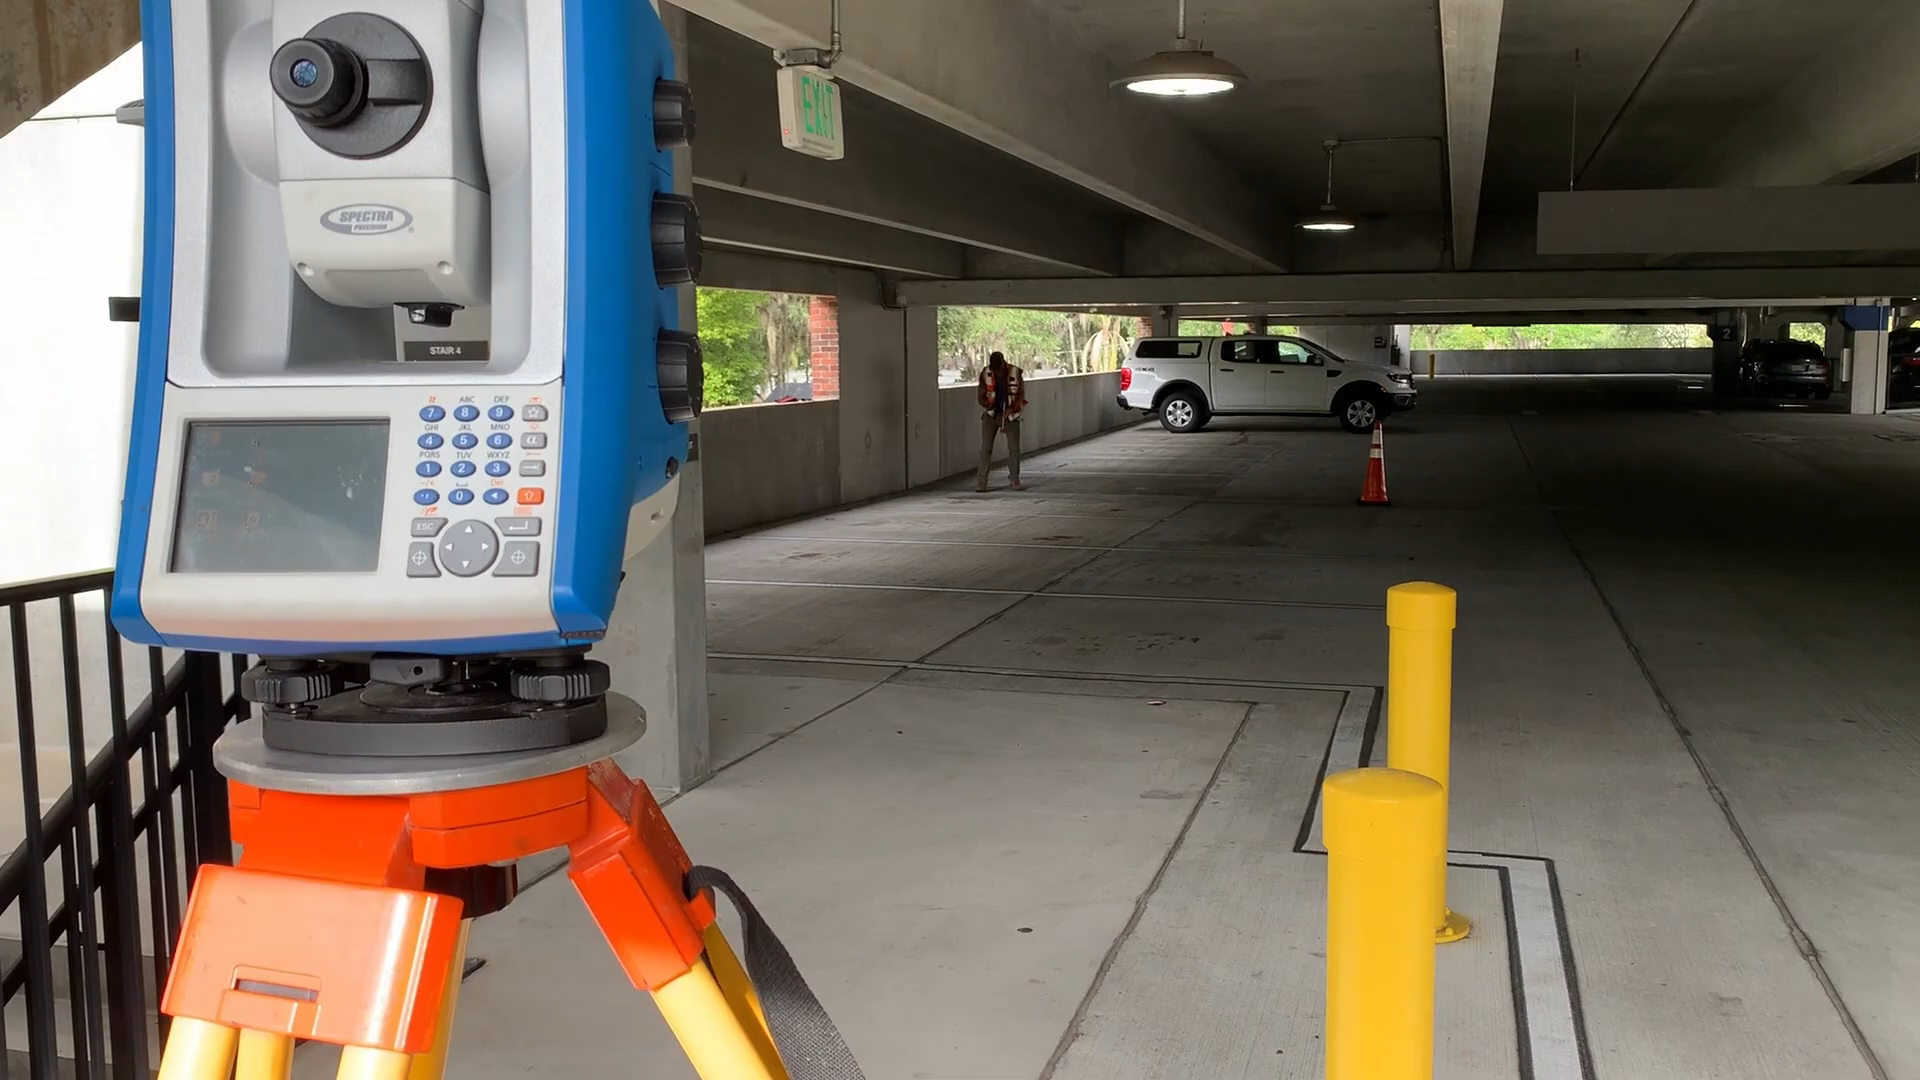 EXIT
SPECTRA
PRECISION
®
STAIR 4
ABC DEF
7 8 9
GHI JKL MNO
4 5 6 α
PQRS TUV WXYZ
1 2 3
-/+ Del
0
ESC
2